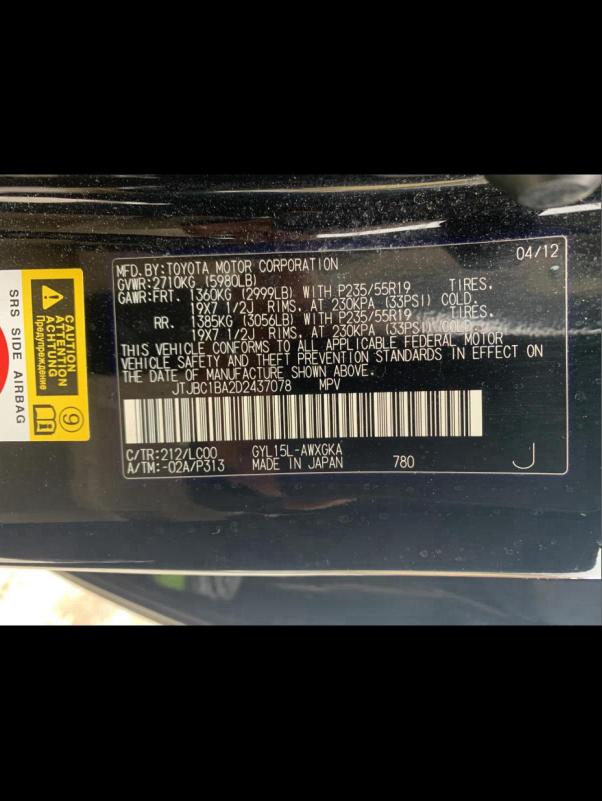 04/12
MFD. BY: TOYOTA MOTOR CORPORATION
GVWR: 2710KG (5980LB)
GAWR: FRT. 1360KG (2999LB) WITH P235/55R19 TIRES,
19X7 1/2J RIMS, AT 230KPA (33PSI) COLD.
RR. 1385KG (3056LB) WITH P235/55R19 TIRES,
19X7 1/2J RIMS, AT 230KPA (33PSI) COLD.
THIS VEHICLE CONFORMS TO ALL APPLICABLE FEDERAL MOTOR
VEHICLE SAFETY AND THEFT PREVENTION STANDARDS IN EFFECT ON
THE DATE OF MANUFACTURE SHOWN ABOVE.
JTJBC1BA2D2437078 MPV
C/TR: 212/LC00 GYL15L-AWXGKA
A/TM: -02A/P313 MADE IN JAPAN 780
J
CAUTION
ATTENTION
ACHTUNG
Предупреждение
9
SRS SIDE AIRBAG